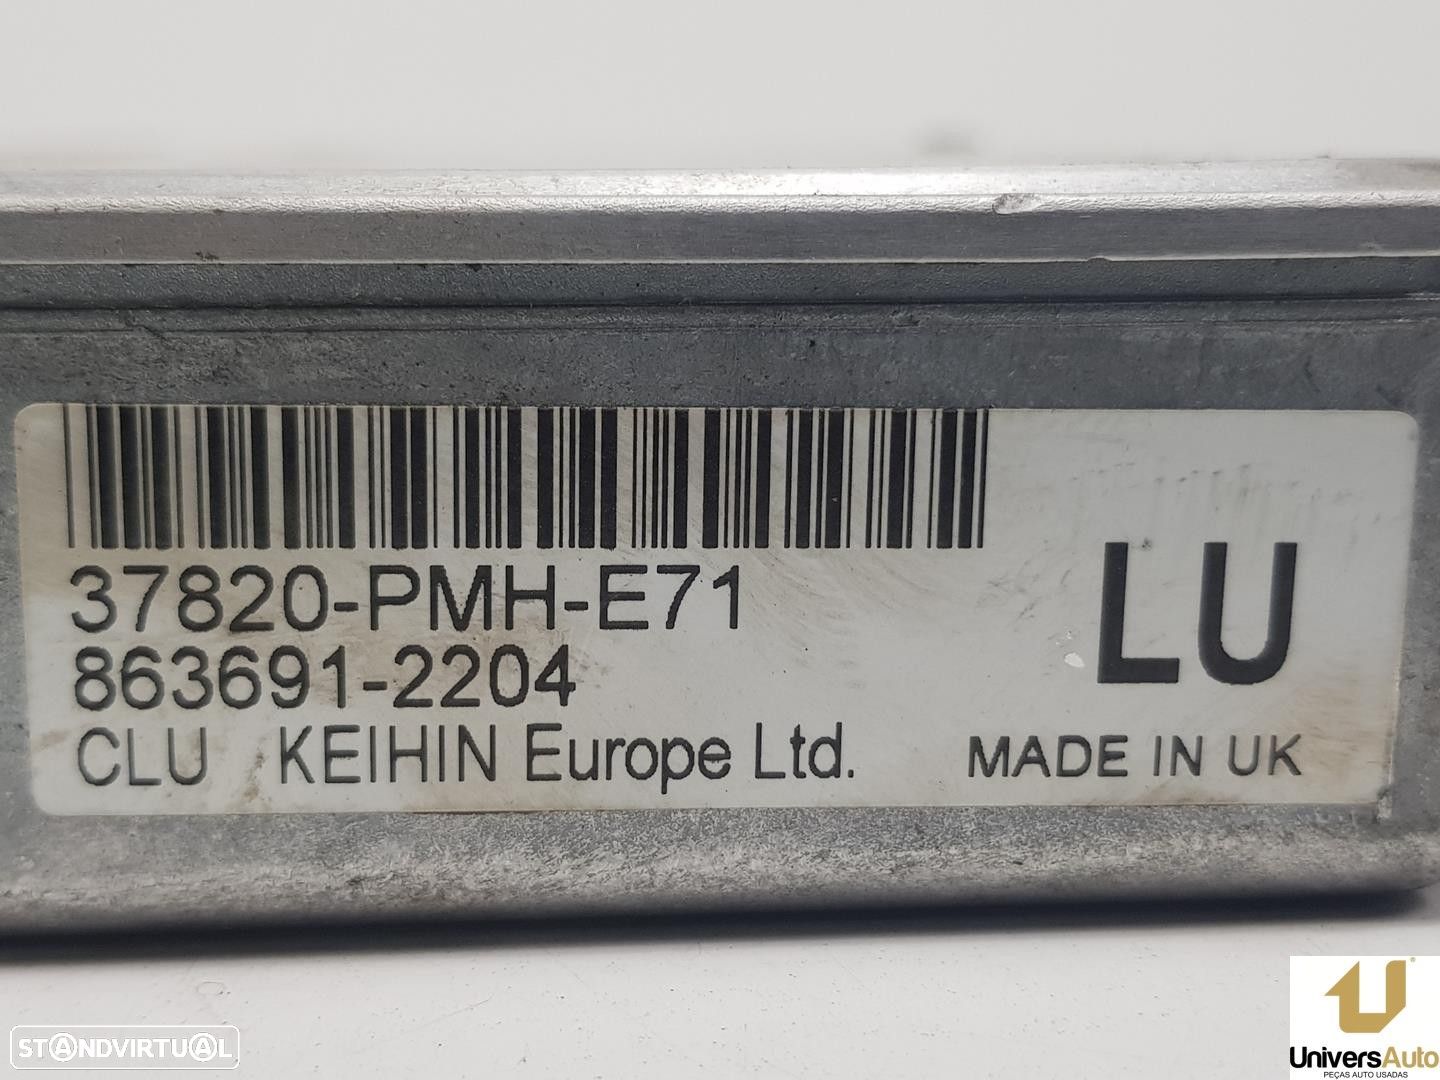 37820-PMH-E71
863691-2204
CLU KEIHIN Europe Ltd.
LU
MADE IN UK
STANDVIRTUAL
UniversAuto
PEÇAS AUTO USADAS